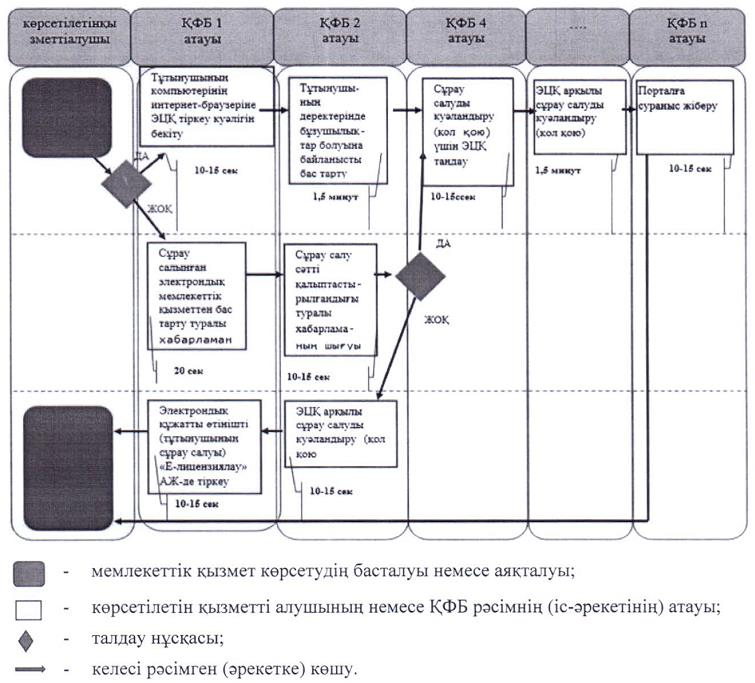 көрсетілетінқы
зметтіалушы
ҚФБ 1
атауы
ҚФБ 2
атауы
ҚФБ 4
атауы
....
ҚФБ n
атауы
Тұтынушының
компьютерінің
интернет-браузеріне
ЭЦҚ тіркеу куәлігін
бекіту
Тұтынушы-
ның
деректерінде
бұзушылық-
тар болуына
байланысты
бас тарту
Сұрау
салуды
куәландыру
(қол қою)
үшін ЭЦҚ
таңдау
ЭЦҚ арқылы
сұрау салуды
куәландыру
(қол қою)
Порталға
сураныс жіберу
ДА
10-15 сек
1,5 минут
10-15ссек
1,5 минут
10-15 сек
ЖОҚ
Сұрау
салынған
электрондық
мемлекеттік
қызметтен бас
тарту туралы
хабарламан
Сұрау салу
сәтті
қалыптасты-
рылғандығы
туралы
хабарлама-
ның шығуы
ДА
ЖОҚ
20 сек
10-15 сек
Электрондық
құжатты өтінішті
(тұтынушының
сұрау салуы)
«Е-лицензиялау»
АЖ-де тіркеу
ЭЦҚ арқылы
сұрау салуды
куәландыру (қол
қою
10-15 сек
10-15 сек
- мемлекеттік қызмет көрсетудің басталуы немесе аяқталуы;
- көрсетілетін қызметті алушының немесе ҚФБ рәсімнің (іс-әрекетінің) атауы;
- талдау нұсқасы;
- келесі рәсімген (әрекетке) көшу.